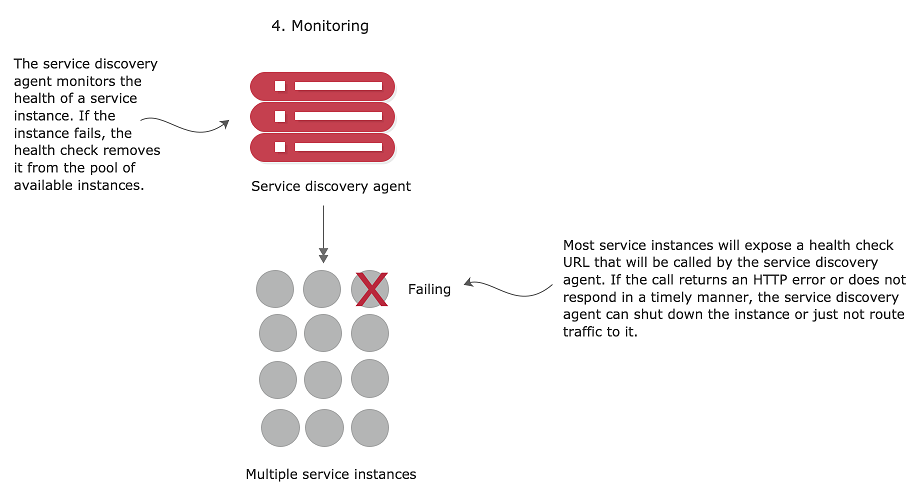 4. Monitoring
The service discovery
agent monitors the
health of a service
instance. If the
instance fails, the
health check removes
it from the pool of
available instances.
Service discovery agent
Most service instances will expose a health check
URL that will be called by the service discovery
agent. If the call returns an HTTP error or does not
respond in a timely manner, the service discovery
agent can shut down the instance or just not route
traffic to it.
X
Failing
Multiple service instances